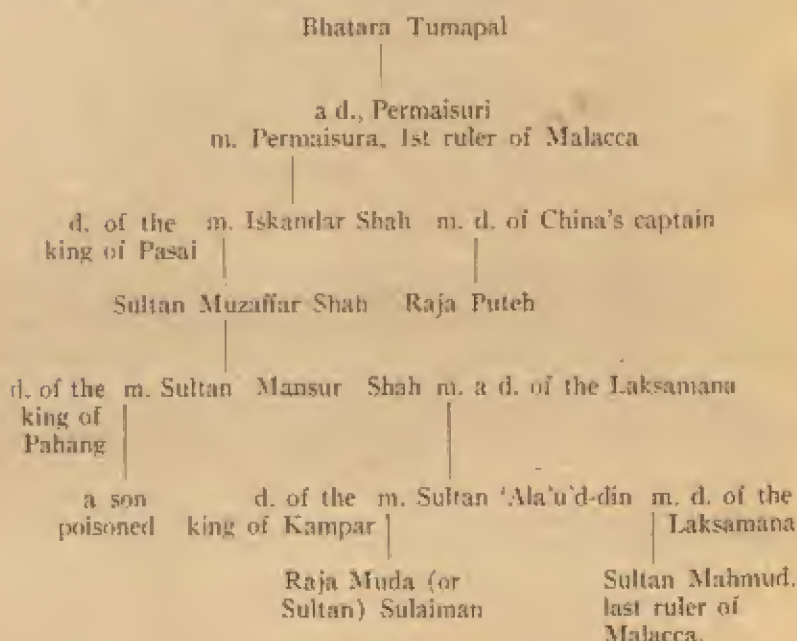 Bhatara Tumapal
a d., Permaisuri
m. Permaisura, 1st ruler of Malacca
d. of the m. Iskandar Shah m. d. of China's captain
king of Pasai
Sultan Muzaffar Shah Raja Puteh
d. of the m. Sultan Mansur Shah m. a d. of the Laksamana
king of
Pahang
a son d. of the m. Sultan 'Ala'u'd-din m. d. of the
poisoned king of Kampar Laksamana
Raja Muda (or Sultan Mahmud,
Sultan) Sulaiman last ruler of
Malacca.